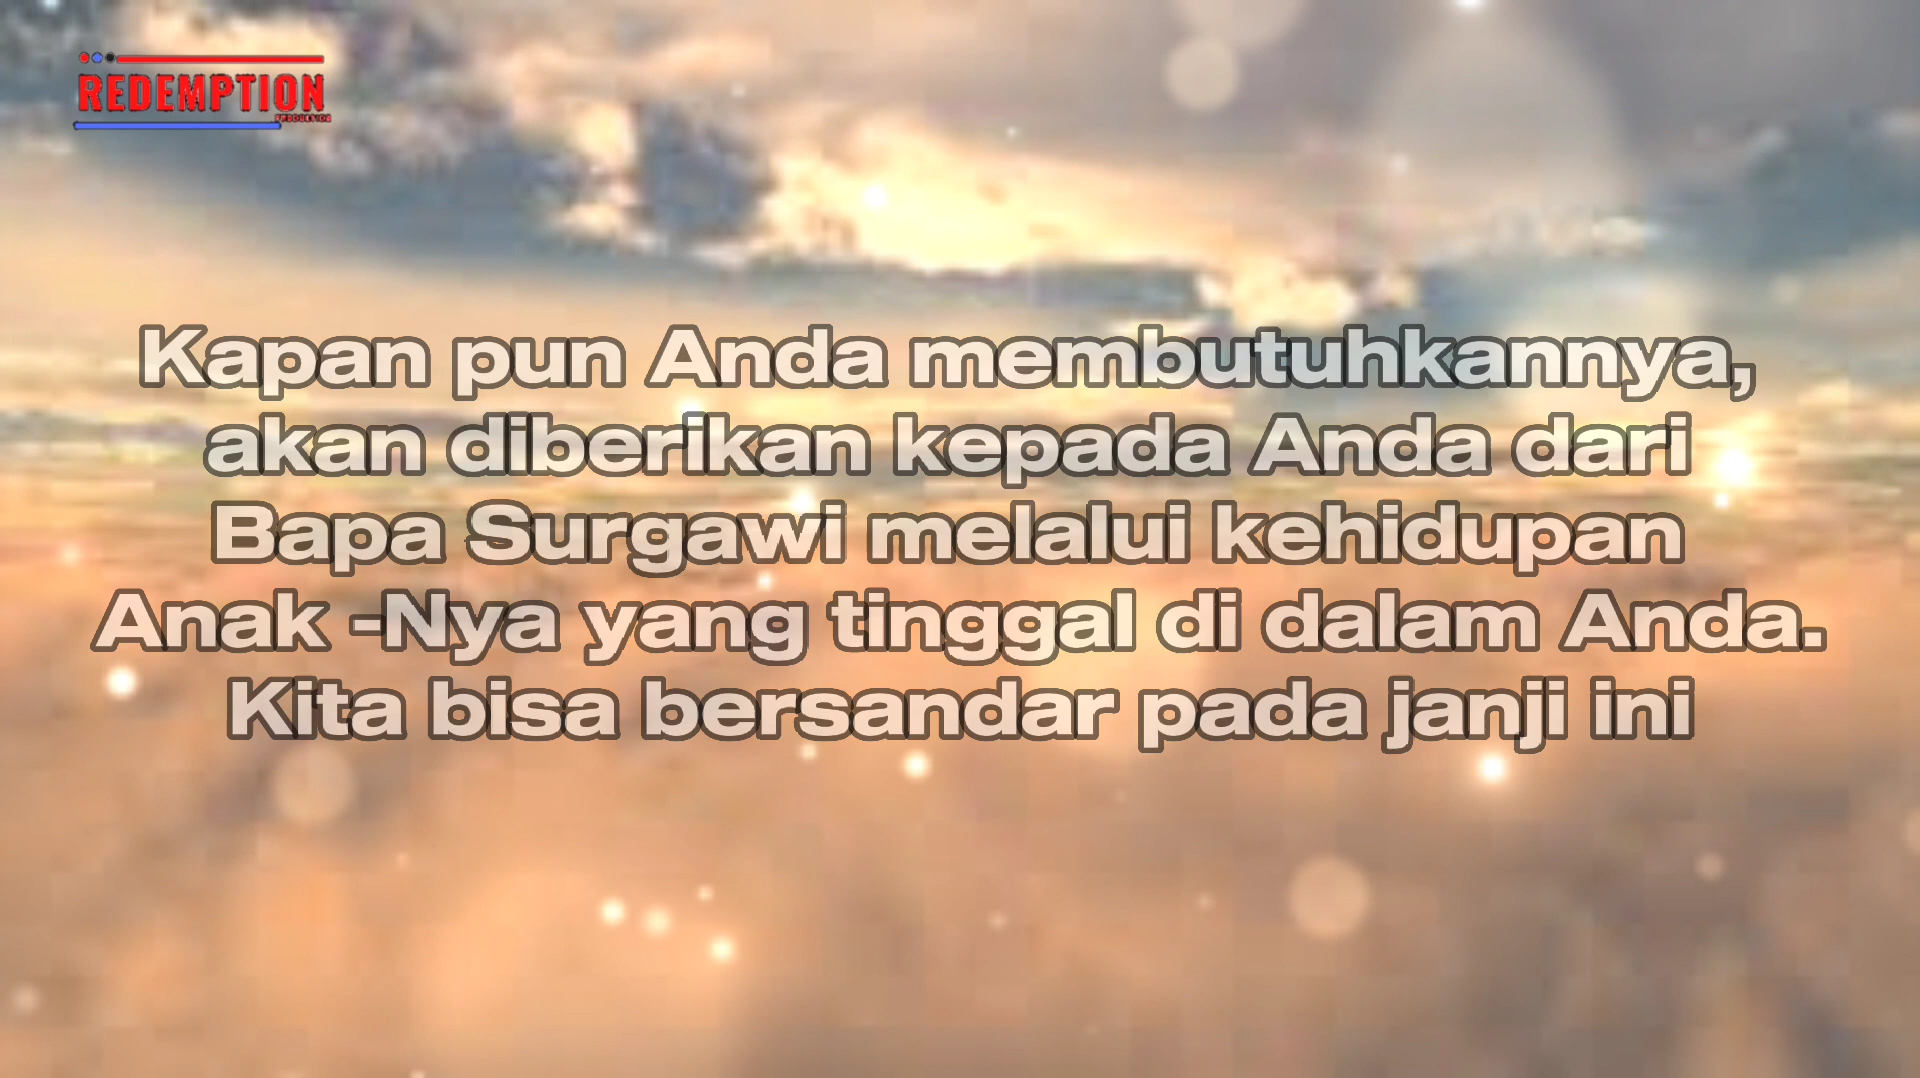 REDEMPTION
PRODUCTION
Kapan pun Anda membutuhkannya,
akan diberikan kepada Anda dari
Bapa Surgawi melalui kehidupan
Anak -Nya yang tinggal di dalam Anda.
Kita bisa bersandar pada janji ini